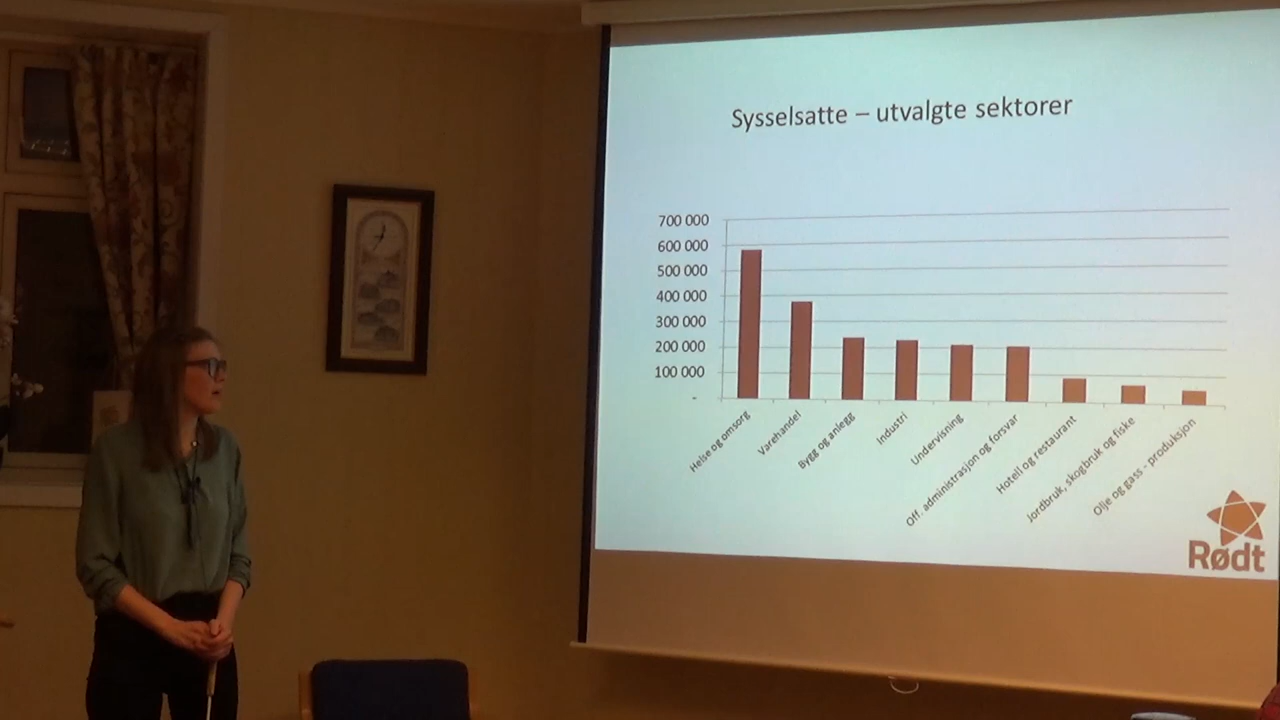 Sysselsatte – utvalgte sektorer
700 000
600 000
500 000
400 000
300 000
200 000
100 000
-
Helse og omsorg
Varehandel
Bygg og anlegg
Industri
Undervisning
Off. administrasjon og forsvar
Hotell og restaurant
Jordbruk, skogbruk og fiske
Olje og gass - produksjon
Rødt